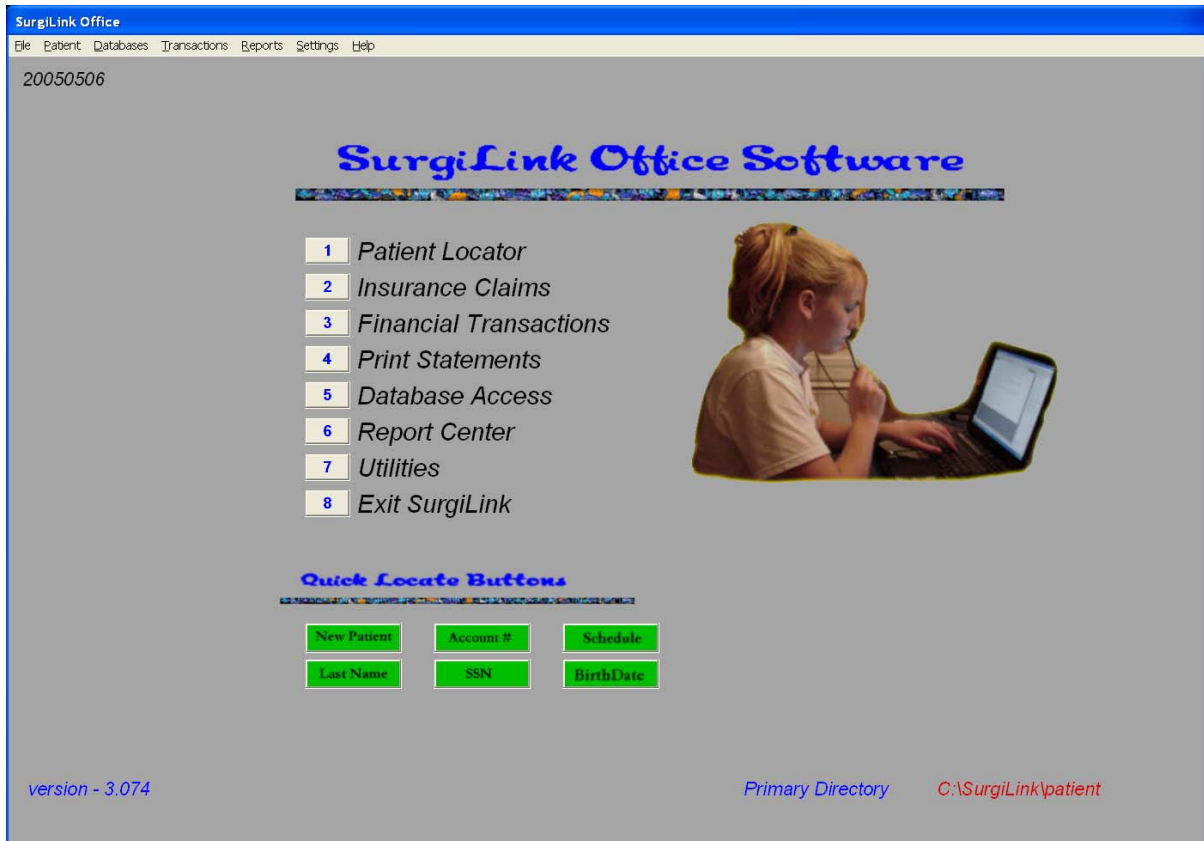 SurgiLink Office
File Patient Databases Transactions Reports Settings Help
20050506
SurgiLink Office Software
1 Patient Locator
2 Insurance Claims
3 Financial Transactions
4 Print Statements
5 Database Access
6 Report Center
7 Utilities
8 Exit SurgiLink
Quick Locate Buttons
New Patient Account # Schedule
Last Name SSN BirthDate
version - 3.074 Primary Directory C:\SurgiLink\patient